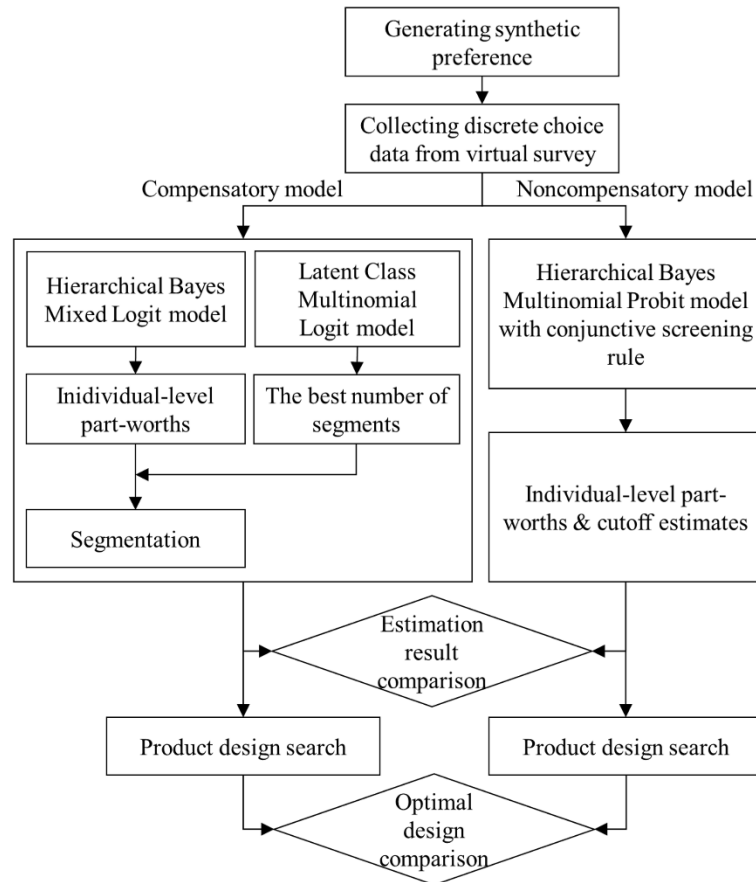 Generating synthetic
preference
Collecting discrete choice
data from virtual survey
Compensatory model
Noncompensatory model
Hierarchical Bayes
Mixed Logit model
Latent Class
Multinomial
Logit model
Hierarchical Bayes
Multinomial Probit model
with conjunctive screening
rule
Inidividual-level
part-worths
The best number of
segments
Individual-level part-
worths & cutoff estimates
Segmentation
Estimation
result
comparison
Product design search
Product design search
Optimal
design
comparison